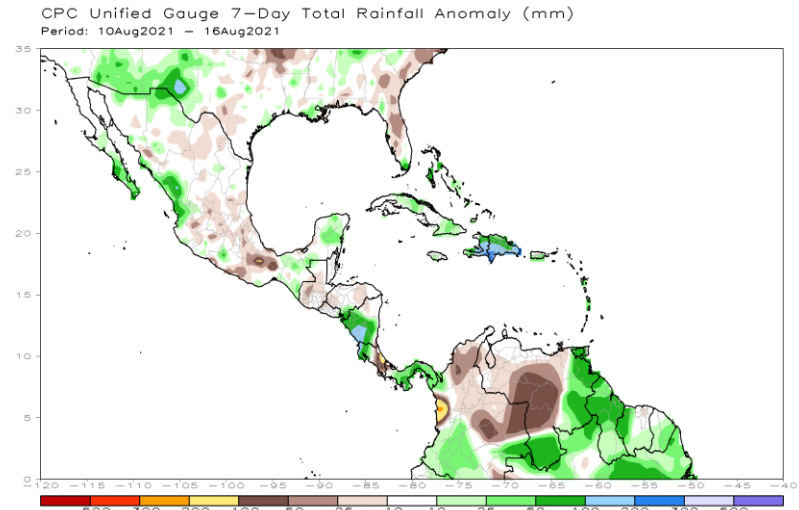 CPC Unified Gauge 7-Day Total Rainfall Anomaly (mm)
Period: 10Aug2021 - 16Aug2021
35
30
25
20
15
10
5
0
-120 -115 -110 -105 -100 -95 -90 -85 -80 -75 -70 -65 -60 -55 -50 -45 -40